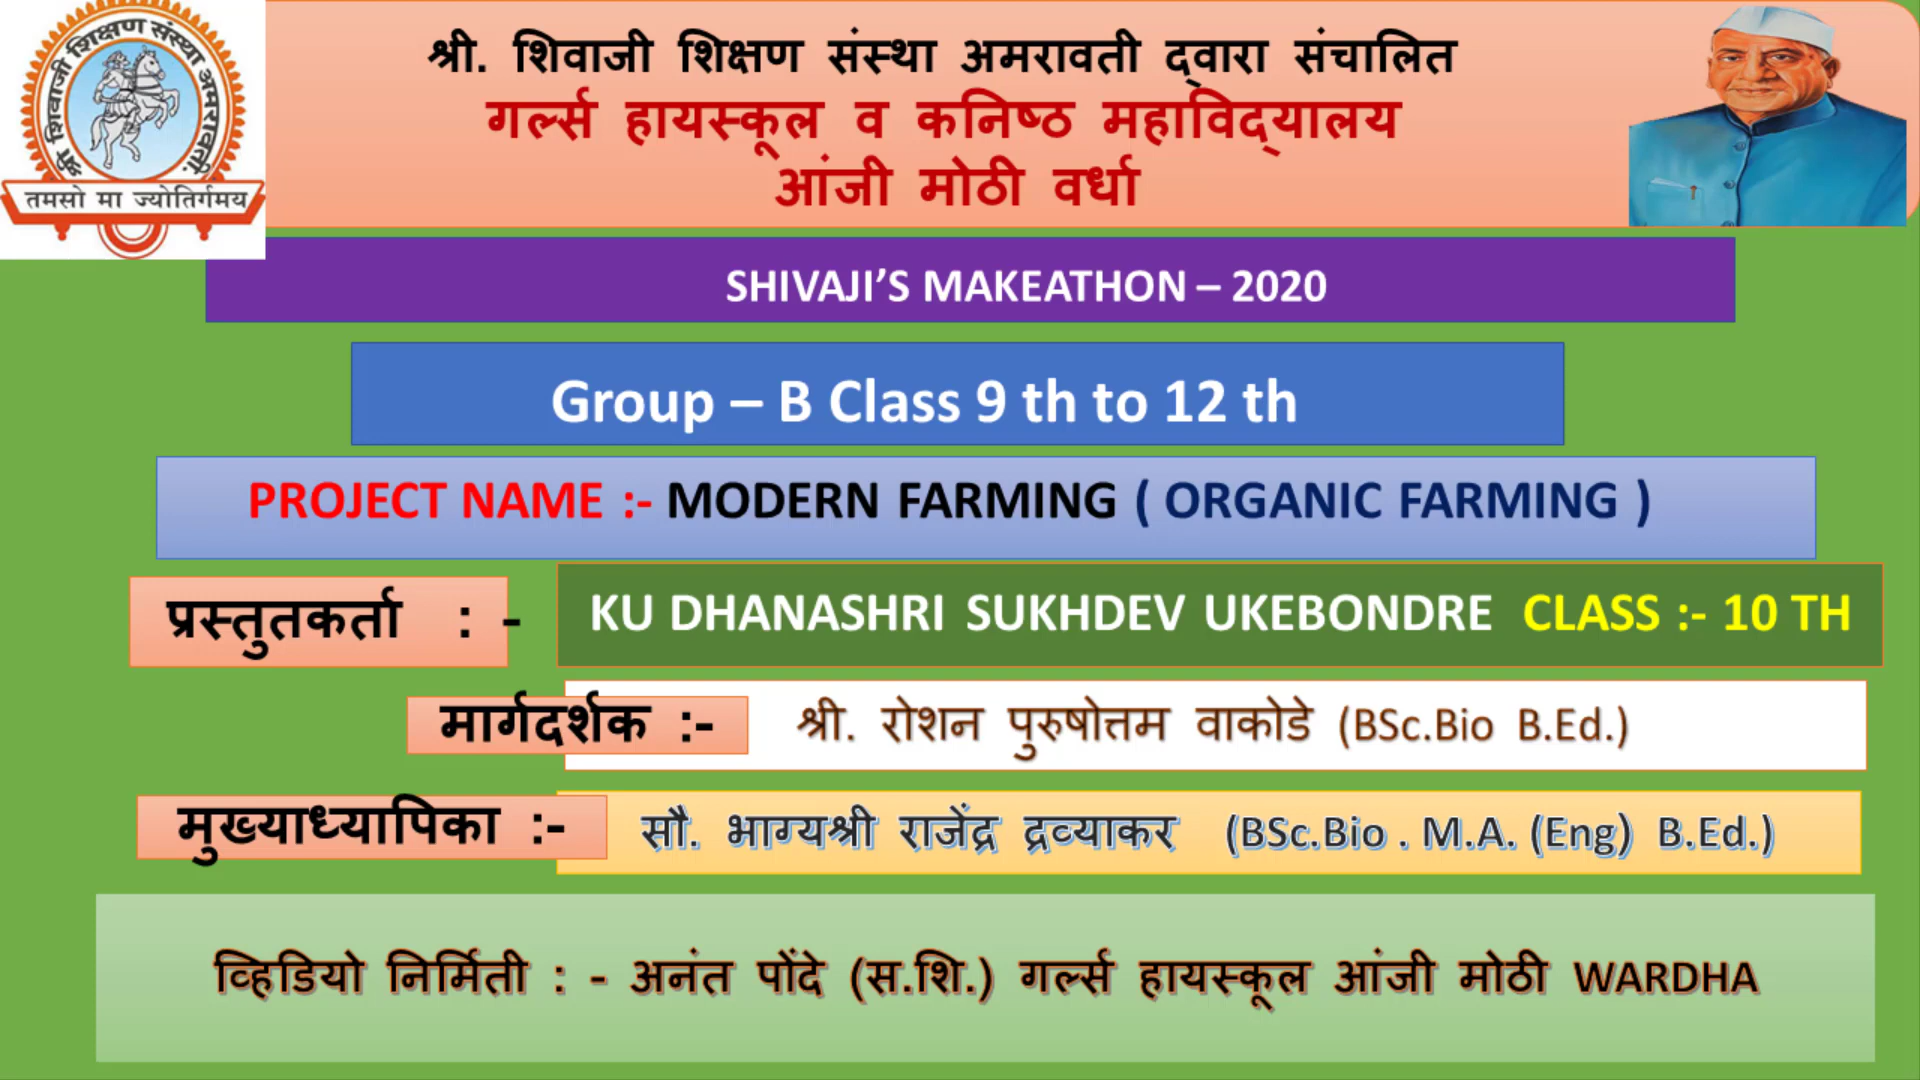 श्री शिवाजी शिक्षण संस्था अमरावती.
तमसो मा ज्योतिर्गमय
श्री. शिवाजी शिक्षण संस्था अमरावती द्वारा संचालित
गर्ल्स हायस्कूल व कनिष्ठ महाविद्यालय
आंजी मोठी वर्धा
SHIVAJI’S MAKEATHON – 2020
Group – B Class 9 th to 12 th
PROJECT NAME :- MODERN FARMING ( ORGANIC FARMING )
प्रस्तुतकर्ता : - KU DHANASHRI SUKHDEV UKEBONDRE CLASS :- 10 TH
मार्गदर्शक :- श्री. रोशन पुरुषोत्तम वाकोडे (BSc.Bio B.Ed.)
मुख्याध्यापिका :- सौ. भाग्यश्री राजेंद्र द्रव्याकर (BSc.Bio . M.A. (Eng) B.Ed.)
व्हिडियो निर्मिती : - अनंत पोंदे (स.शि.) गर्ल्स हायस्कूल आंजी मोठी WARDHA